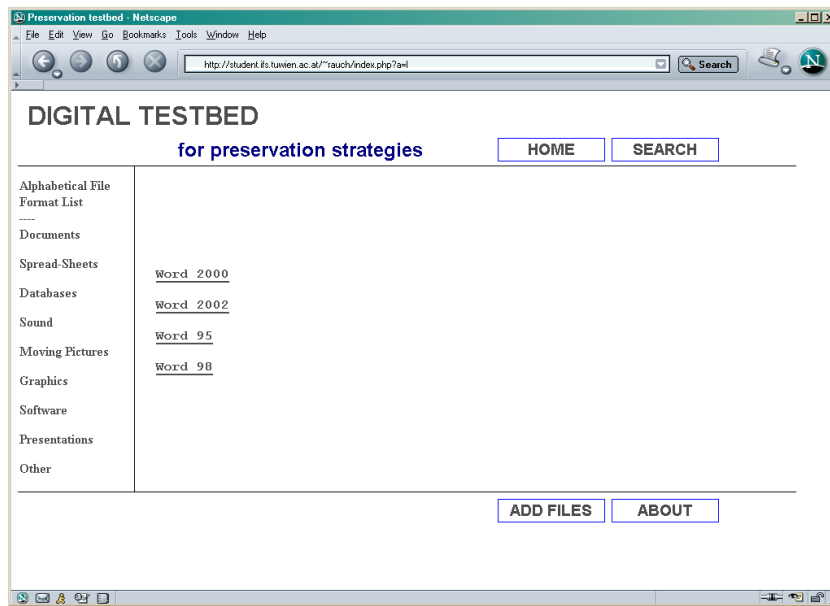 Preservation testbed - Netscape
File Edit View Go Bookmarks Tools Window Help
http://student.ifs.tuwien.ac.at/~rauch/index.php?a=l
Search
N
DIGITAL TESTBED
for preservation strategies
HOME
SEARCH
Alphabetical File
Format List
----
Documents
Spread-Sheets
Databases
Sound
Moving Pictures
Graphics
Software
Presentations
Other
Word 2000
Word 2002
Word 95
Word 98
ADD FILES
ABOUT